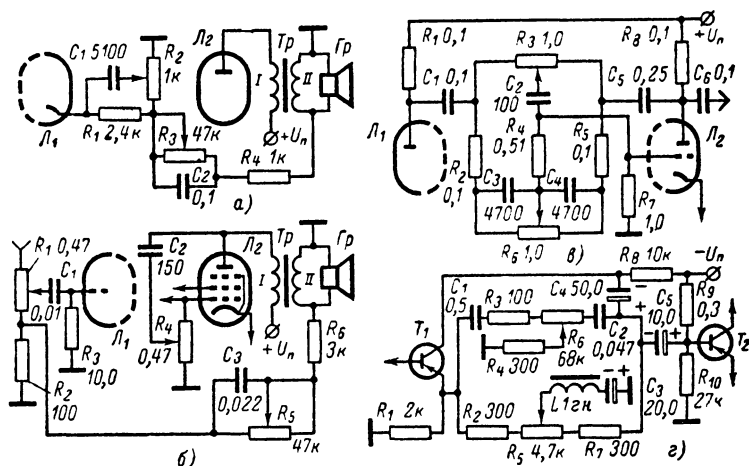 C1 5100
R2
1к
Л1
R1 2,4к
R3
47к
C2
0,1
R4 1к
Л2
Тр
Гр
I
II
+Uп
а)
R1 0,47
C1
0,01
R2
100
R3
10,0
Л1
C2
150
R4
0,47
Л2
Тр
Гр
I
II
+Uп
R6
3к
C3
0,022
R5
47к
б)
R1 0,1
C1 0,1
Л1
R3 1,0
C2
100
R2
0,1
R4
0,51
R5
0,1
C3
4700
C4
4700
R6 1,0
R8 0,1
+Uп
C5
0,25
C6 0,1
Л2
R7
1,0
в)
R8 10к
-Uп
C1
0,5
R3 100
C4 50,0
-
+
C5
10,0
R9
0,3
T1
R4 300
R6
68к
C2
0,047
- +
T2
L1гн
- +
C3
20,0
R10
27к
R1 2к
R2 300
R5 4,7к
R7 300
г)